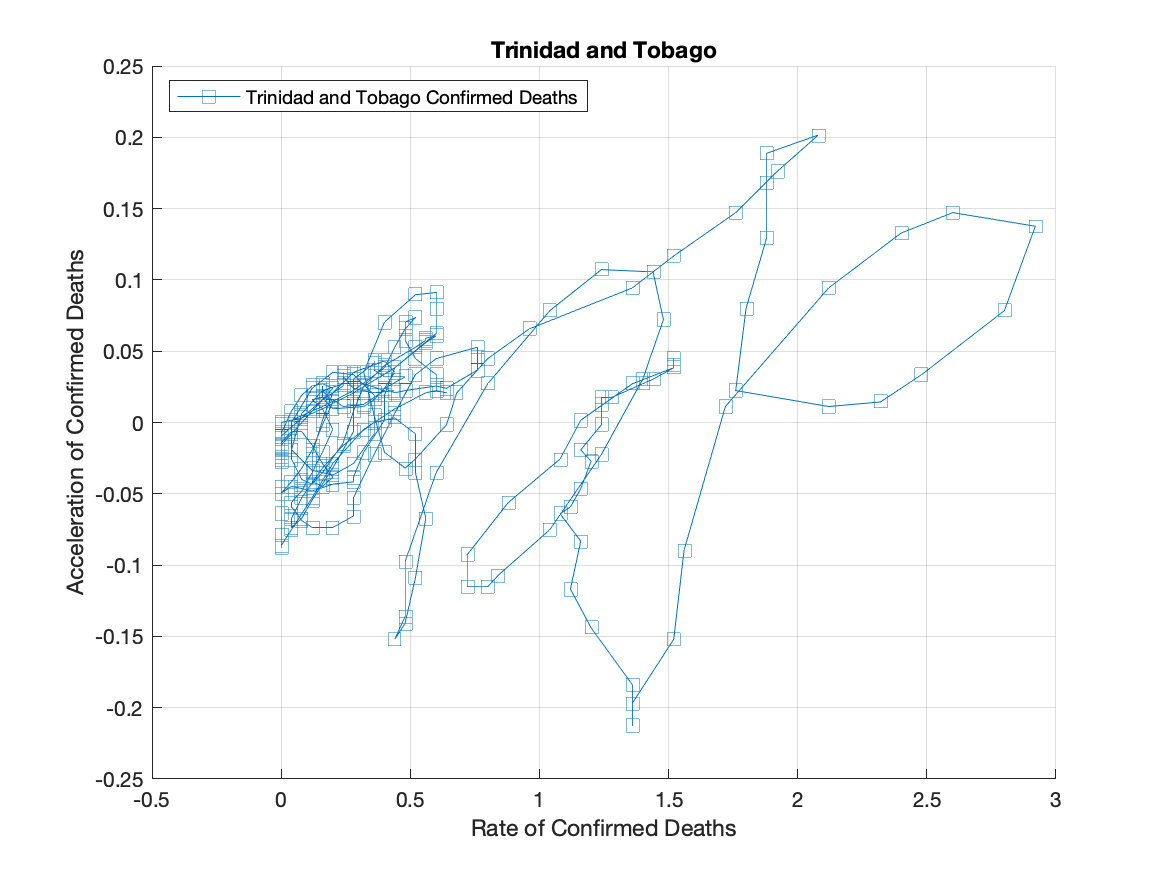 Trinidad and Tobago
Trinidad and Tobago Confirmed Deaths
0.25
0.2
0.15
0.1
0.05
0
-0.05
-0.1
-0.15
-0.2
-0.25
Acceleration of Confirmed Deaths
-0.5 0 0.5 1 1.5 2 2.5 3
Rate of Confirmed Deaths